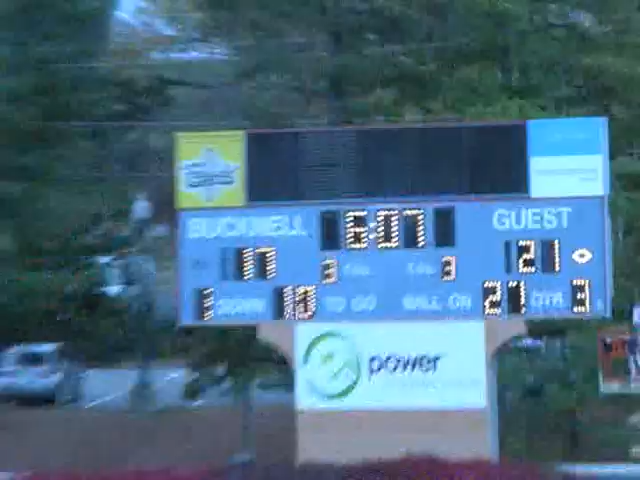 BUCKNELL 6:07 GUEST
17 3 TOL TOL 3 21
1 DOWN 10 TO GO BALL ON 27 QTR 3
power